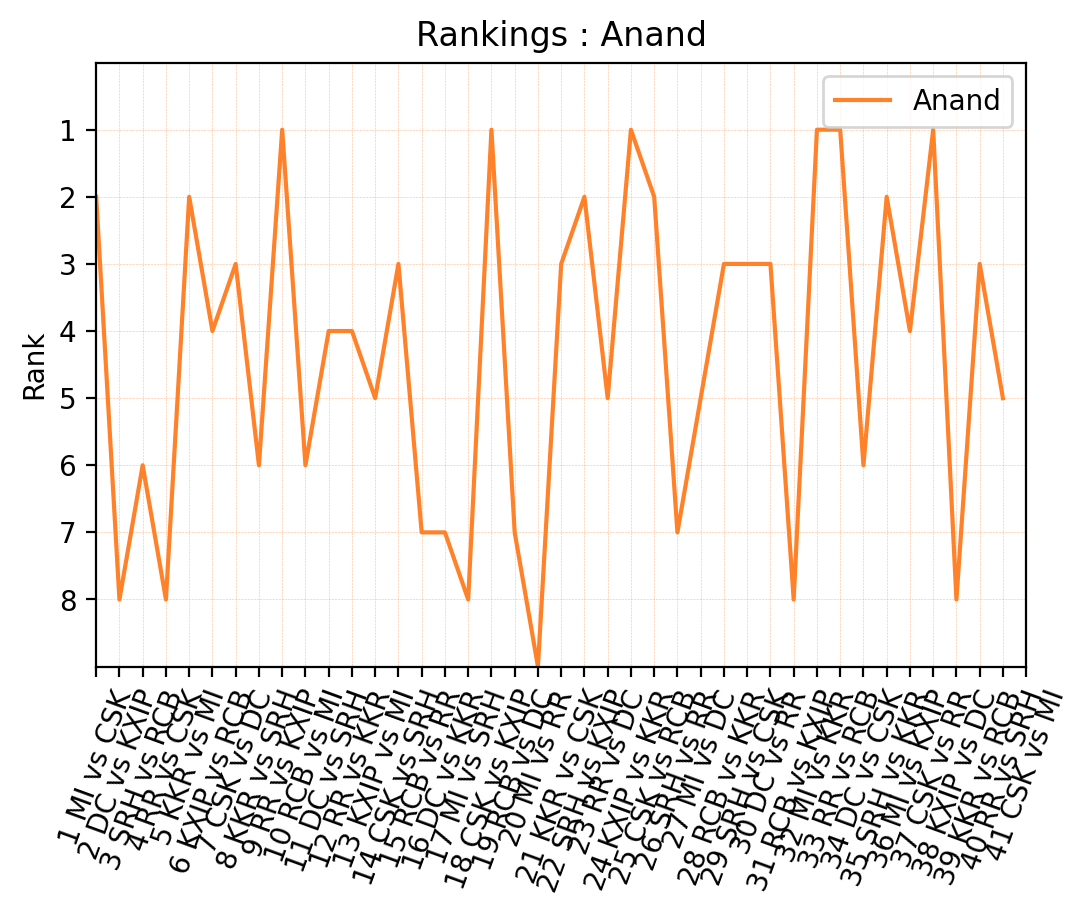 Rankings : Anand
Anand
Rank
1
2
3
4
5
6
7
8
1 MI vs CSK
2 DC vs KXIP
3 SRH vs RCB
4 RR vs CSK
5 KKR vs MI
6 KXIP vs RCB
7 CSK vs DC
8 KKR vs SRH
9 RR vs KXIP
10 RCB vs MI
11 DC vs SRH
12 RR vs KKR
13 KXIP vs MI
14 CSK vs SRH
15 RCB vs RR
16 DC vs KKR
17 MI vs SRH
18 CSK vs KXIP
19 RCB vs DC
20 MI vs RR
21 KKR vs CSK
22 SRH vs KXIP
23 RR vs DC
24 KXIP vs KKR
25 CSK vs RCB
26 SRH vs RR
27 MI vs DC
28 RCB vs KKR
29 SRH vs CSK
30 DC vs RR
31 RCB vs KXIP
32 MI vs KKR
33 RR vs RCB
34 DC vs CSK
35 SRH vs KKR
36 MI vs KXIP
37 CSK vs RR
38 KXIP vs DC
39 KKR vs RCB
40 RR vs SRH
41 CSK vs MI